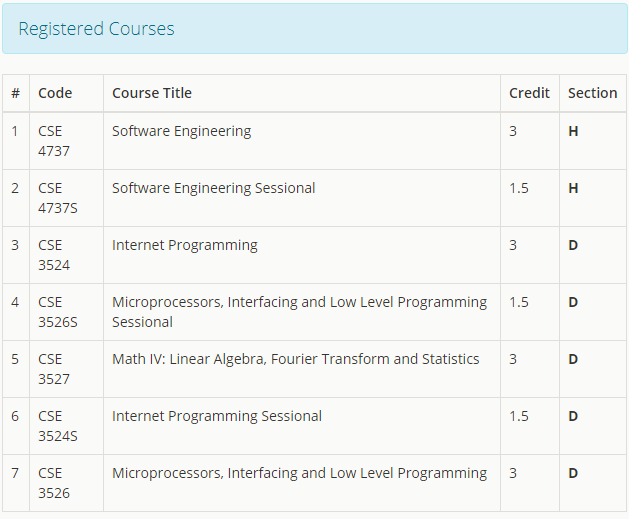 Registered Courses
# Code Course Title Credit Section
1 CSE 4737 Software Engineering 3 H
2 CSE 4737S Software Engineering Sessional 1.5 H
3 CSE 3524 Internet Programming 3 D
4 CSE 3526S Microprocessors, Interfacing and Low Level Programming Sessional 1.5 D
5 CSE 3527 Math IV: Linear Algebra, Fourier Transform and Statistics 3 D
6 CSE 3524S Internet Programming Sessional 1.5 D
7 CSE 3526 Microprocessors, Interfacing and Low Level Programming 3 D